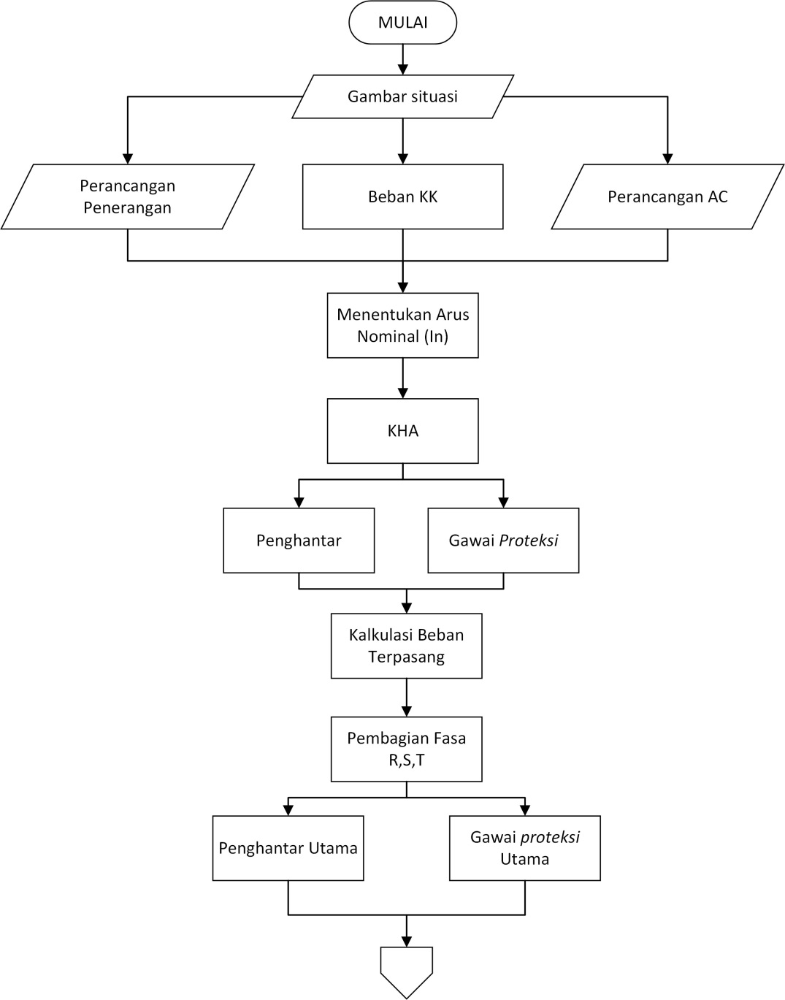 MULAI
Gambar situasi
Perancangan
Penerangan
Beban KK
Perancangan AC
Menentukan Arus
Nominal (In)
KHA
Penghantar
Gawai Proteksi
Kalkulasi Beban
Terpasang
Pembagian Fasa
R,S,T
Penghantar Utama
Gawai proteksi
Utama